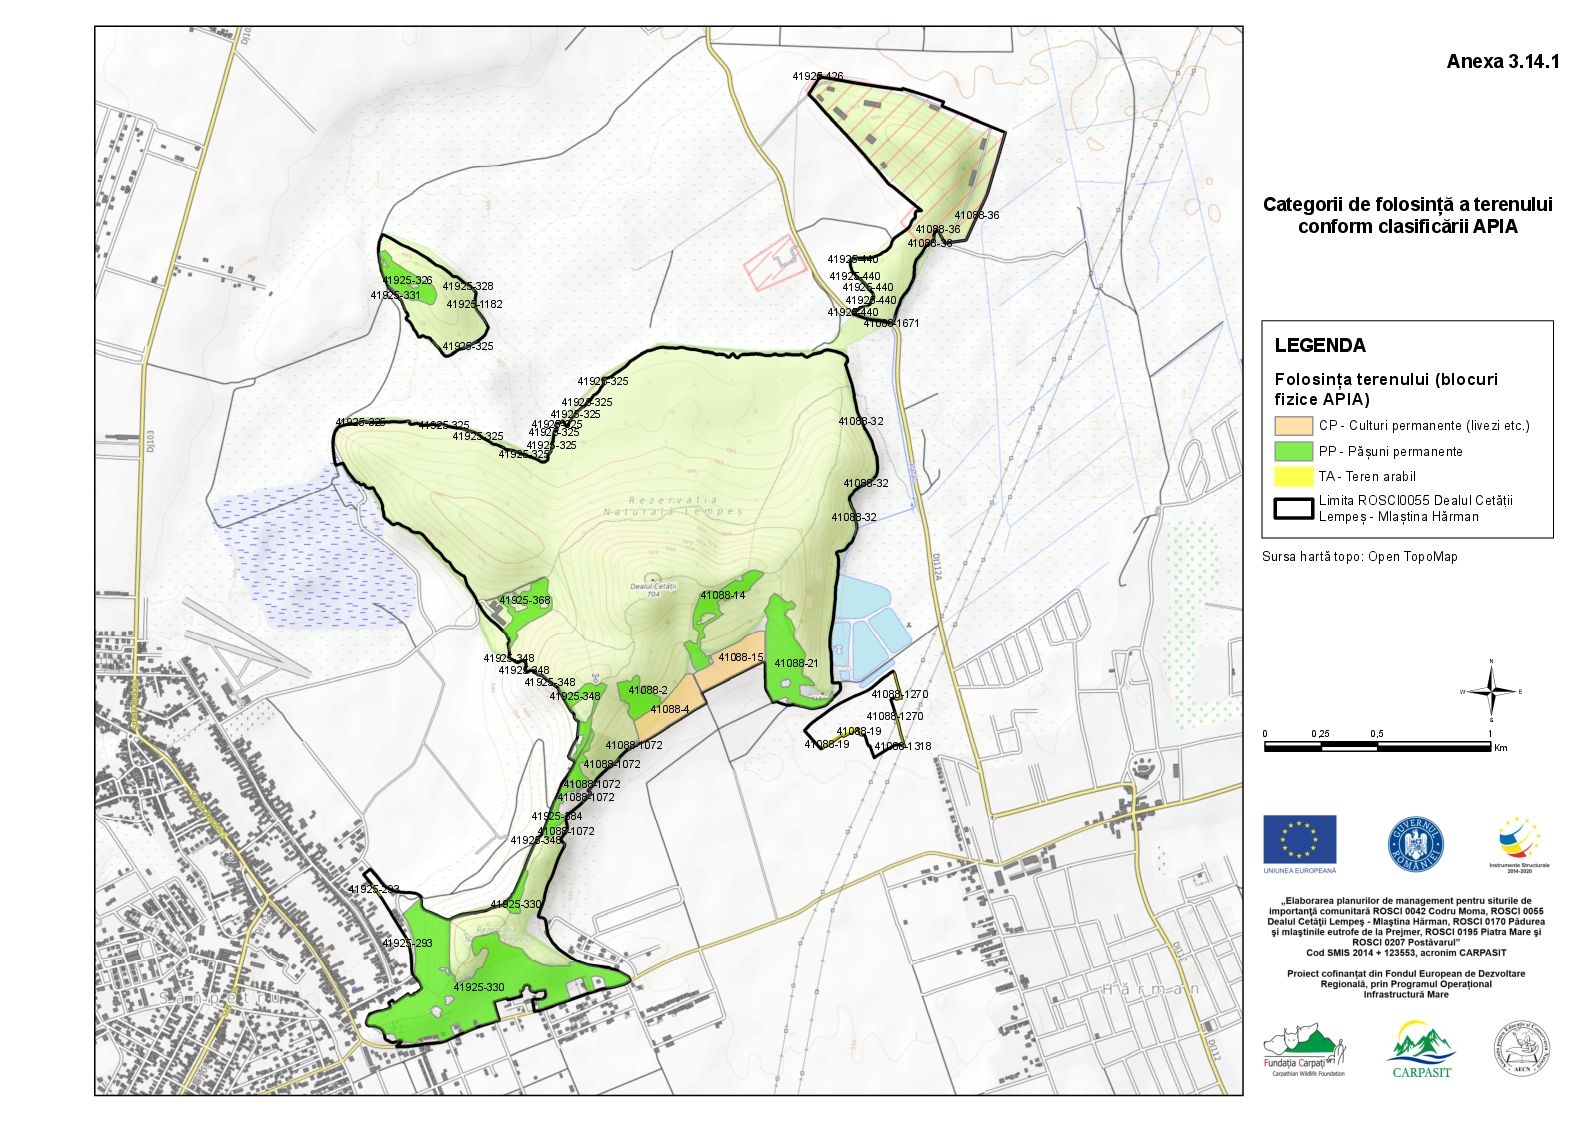 Anexa 3.14.1
Categorii de folosință a terenului
conform clasificării APIA
LEGENDA
Folosința terenului (blocuri
fizice APIA)
CP - Culturi permanente (livezi etc.)
PP - Pășuni permanente
TA - Teren arabil
Limita ROSCI0055 Dealul Cetății
Lempeș - Mlaștina Hărman
Sursa hartă topo: Open TopoMap
N
W
E
S
0
0,25
0,5
1
Km
UNIUNEA EUROPEANĂ
GUVERNUL
ROMÂNIEI
Instrumente Structurale
2014-2020
„Elaborarea planurilor de management pentru siturile de
importanță comunitară ROSCI 0042 Codru Moma, ROSCI 0055
Dealul Cetății Lempeș - Mlaștina Hărman, ROSCI 0170 Pădurea
și mlaștinile eutrofe de la Prejmer, ROSCI 0195 Piatra Mare și
ROSCI 0207 Postăvarul”
Cod SMIS 2014 + 123553, acronim CARPASIT
Proiect cofinanțat din Fondul European de Dezvoltare
Regională, prin Programul Operațional
Infrastructură Mare
Fundația Carpați
Carpathian Wildlife Foundation
CARPASIT
AECN
41925-426
41088-36
41088-36
41088-36
41925-440
41925-440
41925-440
41925-440
41925-440
41088-1671
41925-326
41925-328
41925-331
41925-1182
41925-325
41925-325
41925-325
41925-325
41925-325
41925-325
41925-325
41925-325
41925-325
41925-325
41925-325
41088-32
41088-32
41088-32
Rezervația
Naturală Lempeș
Dealul Cetății
704
41925-368
41088-14
41925-348
41925-348
41925-348
41925-348
41088-15
41088-21
41088-2
41088-4
41088-1270
41088-1270
41088-19
41088-19
41088-1318
41088-1072
41088-1072
41088-1072
41088-1072
41925-384
41088-1072
41925-348
41925-293
41925-330
41925-293
41925-330
Sânpetru
Hărman
DJ103
DJ103
DJ112A
DJ112